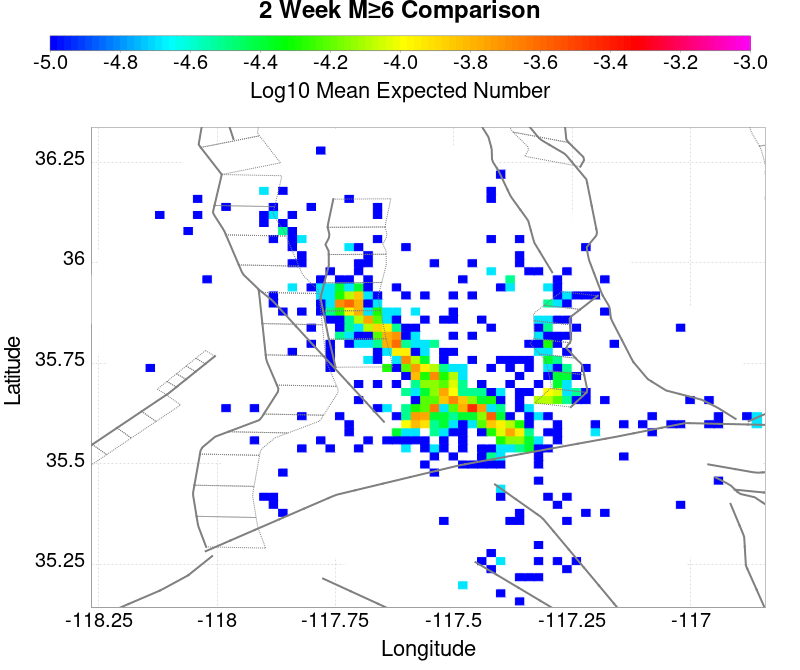 2 Week M≥6 Comparison
-5.0 -4.8 -4.6 -4.4 -4.2 -4.0 -3.8 -3.6 -3.4 -3.2 -3.0
Log10 Mean Expected Number
36.25
36
35.75
35.5
35.25
Latitude
-118.25 -118 -117.75 -117.5 -117.25 -117
Longitude